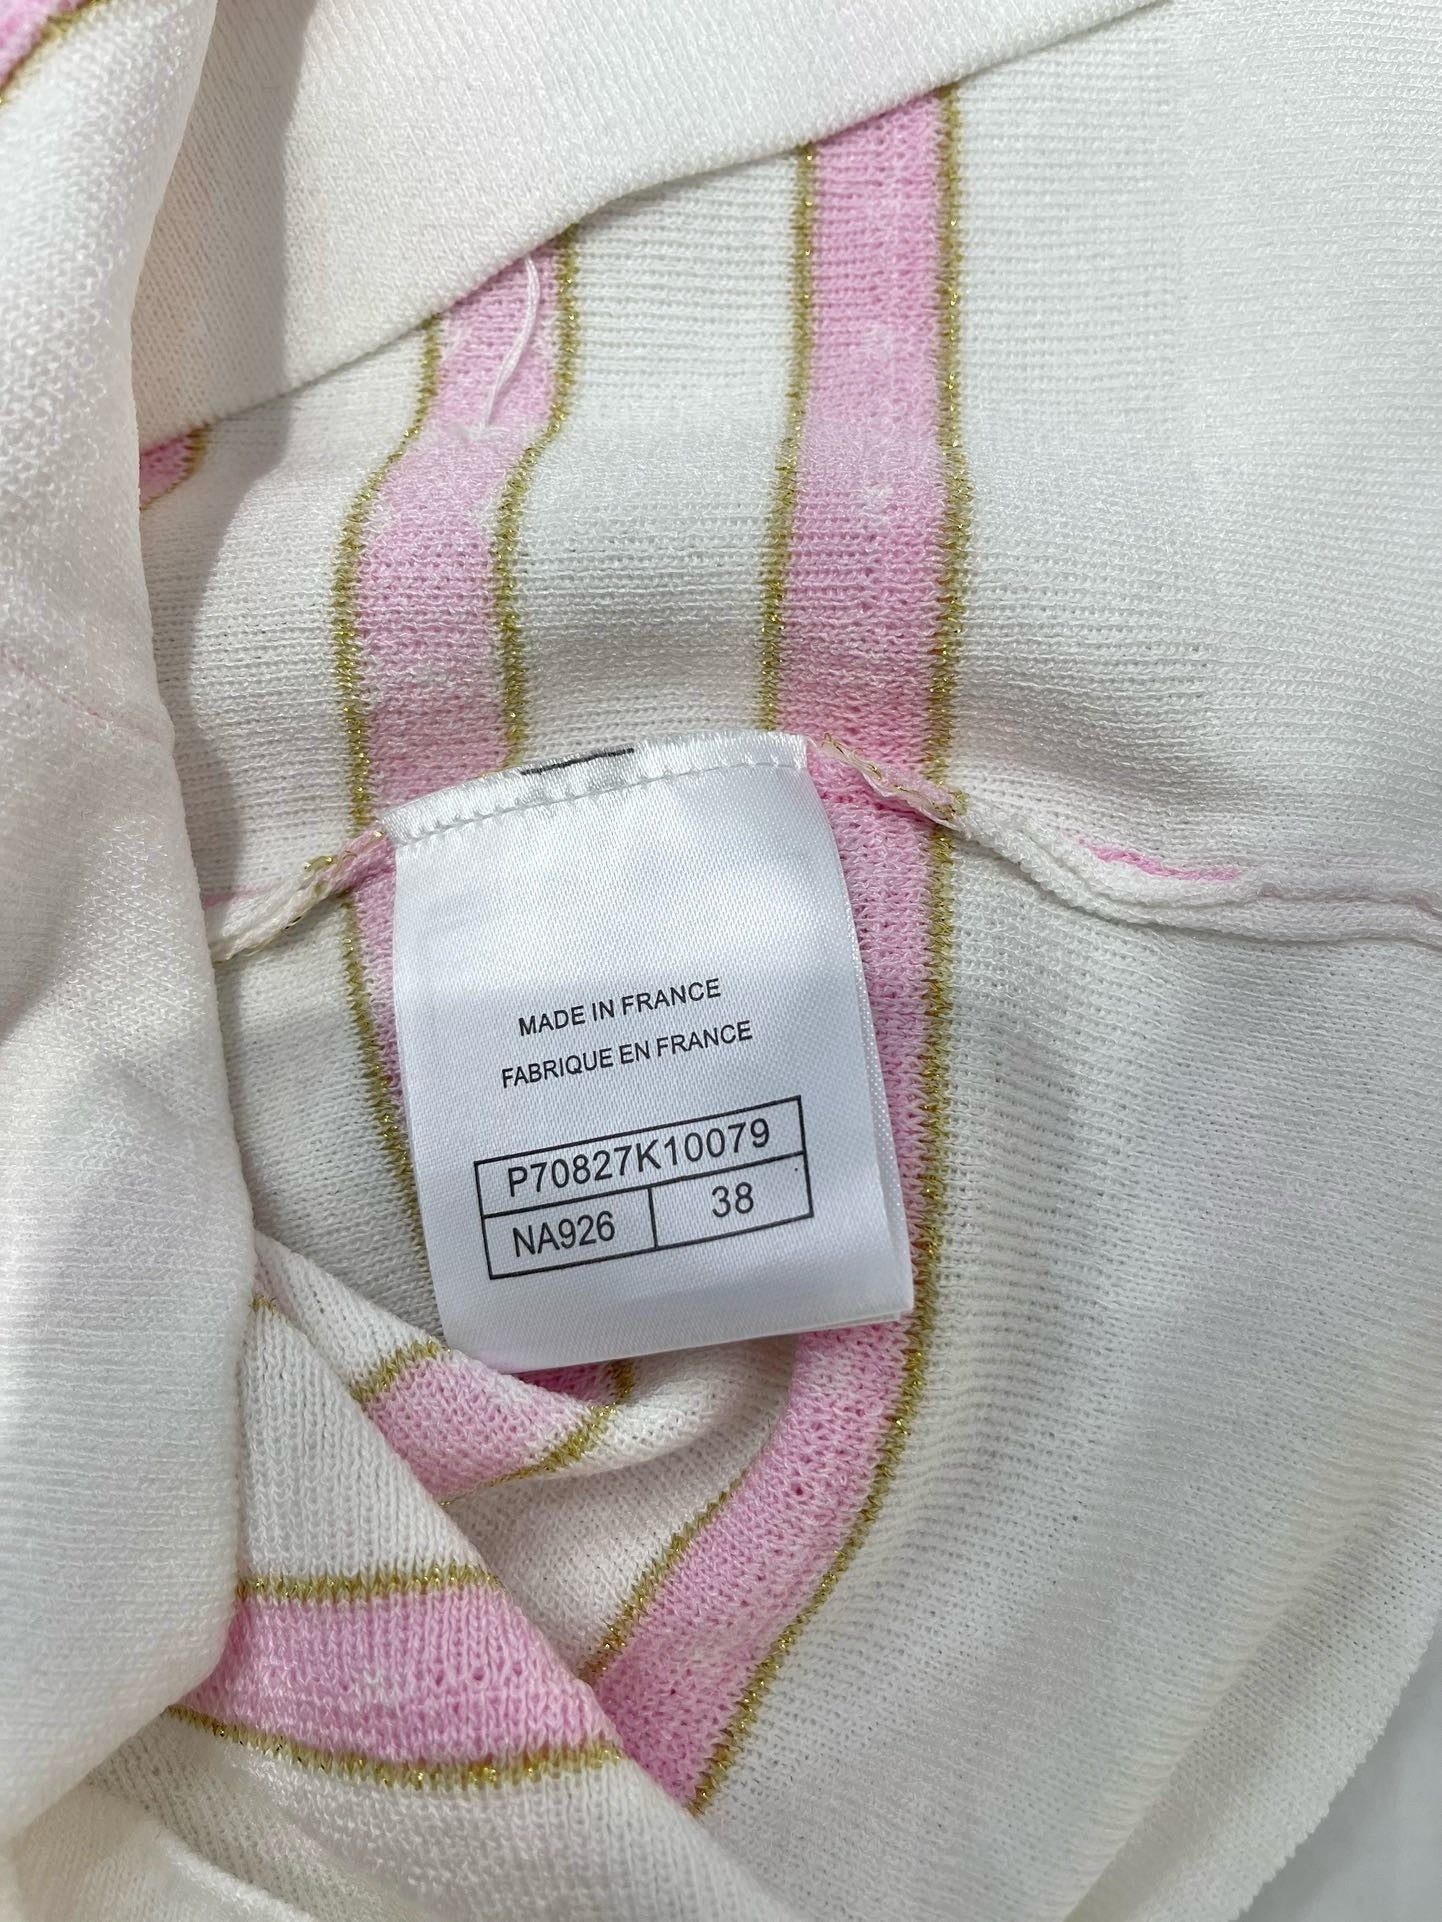 MADE IN FRANCE
FABRIQUE EN FRANCE
P70827K10079
NA926 38